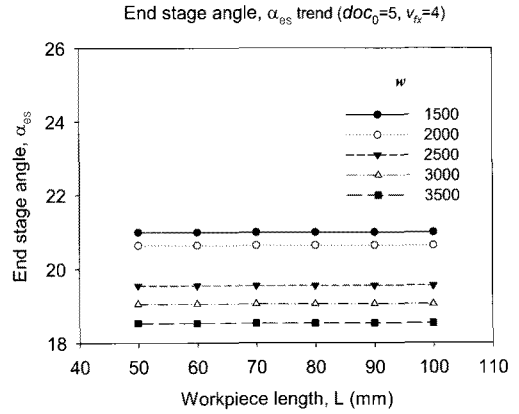 End stage angle, αes trend (doc0=5, vfx=4)
End stage angle, αes
26
24
22
20
18
w
1500
2000
2500
3000
3500
40 50 60 70 80 90 100 110
Workpiece length, L (mm)